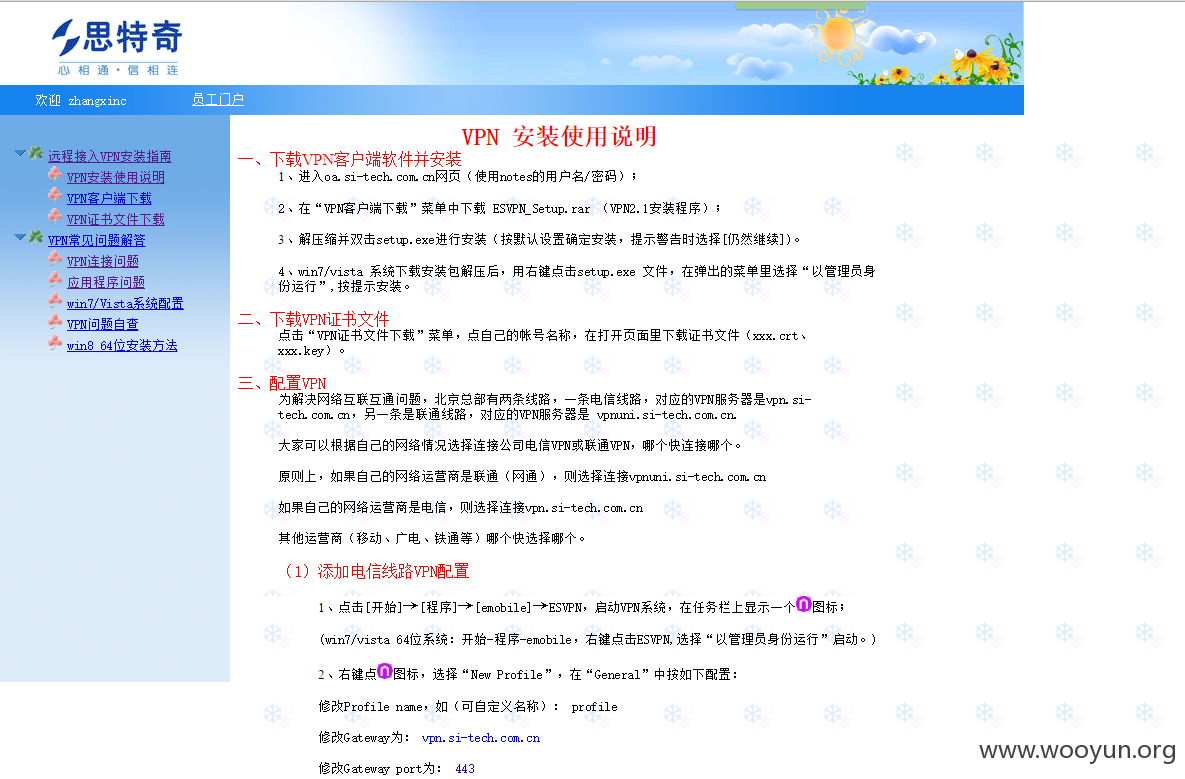 思特奇
心相通·信相连
欢迎 zhangxinc
员工门户
远程接入VPN安装指南
VPN安装使用说明
VPN客户端下载
VPN证书文件下载
VPN常见问题解答
VPN连接问题
应用程序问题
win7/Vista系统配置
VPN问题自查
win8 64位安装方法
VPN 安装使用说明
一、下载VPN客户端软件并安装
1、进入oa.si-tech.com.cn网页（使用notes的用户名/密码）；
2、在“VPN客户端下载”菜单中下载 ESVPN_Setup.rar （VPN2.1安装程序）；
3、解压缩并双击setup.exe进行安装（按默认设置确定安装，提示警告时选择[仍然继续]）。
4、win7/vista 系统下载安装包解压后，用右键点击setup.exe 文件，在弹出的菜单里选择“以管理员身
份运行”,按提示安装。
二、下载VPN证书文件
点击“VPN证书文件下载”菜单，点自己的帐号名称，在打开页面里下载证书文件（xxx.crt、
xxx.key）。
三、配置VPN
为解决网络互联互通问题，北京总部有两条线路，一条电信线路，对应的VPN服务器是vpn.si-
tech.com.cn，另一条是联通线路，对应的VPN服务器是 vpnuni.si-tech.com.cn.
大家可以根据自己的网络情况选择连接公司电信VPN或联通VPN，哪个快连接哪个。
原则上，如果自己的网络运营商是联通（网通），则选择连接vpnuni.si-tech.com.cn
如果自己的网络运营商是电信，则选择连接vpn.si-tech.com.cn
其他运营商（移动、广电、铁通等）哪个快选择哪个。
（1）添加电信线路VPN配置
1、点击[开始]→[程序]→[emobile]→ESVPN，启动VPN系统，在任务栏上显示一个n图标；
(win7/vista 64位系统：开始-程序-emobile，右键点击ESVPN,选择“以管理员身份运行”启动。)
2、右键点n图标，选择“New Profile”，在“General”中按如下配置：
修改Profile name，如（可自定义名称）： profile
修改Gateway为： vpn.si-tech.com.cn
修改Gateway port为： 443
www.wooyun.org